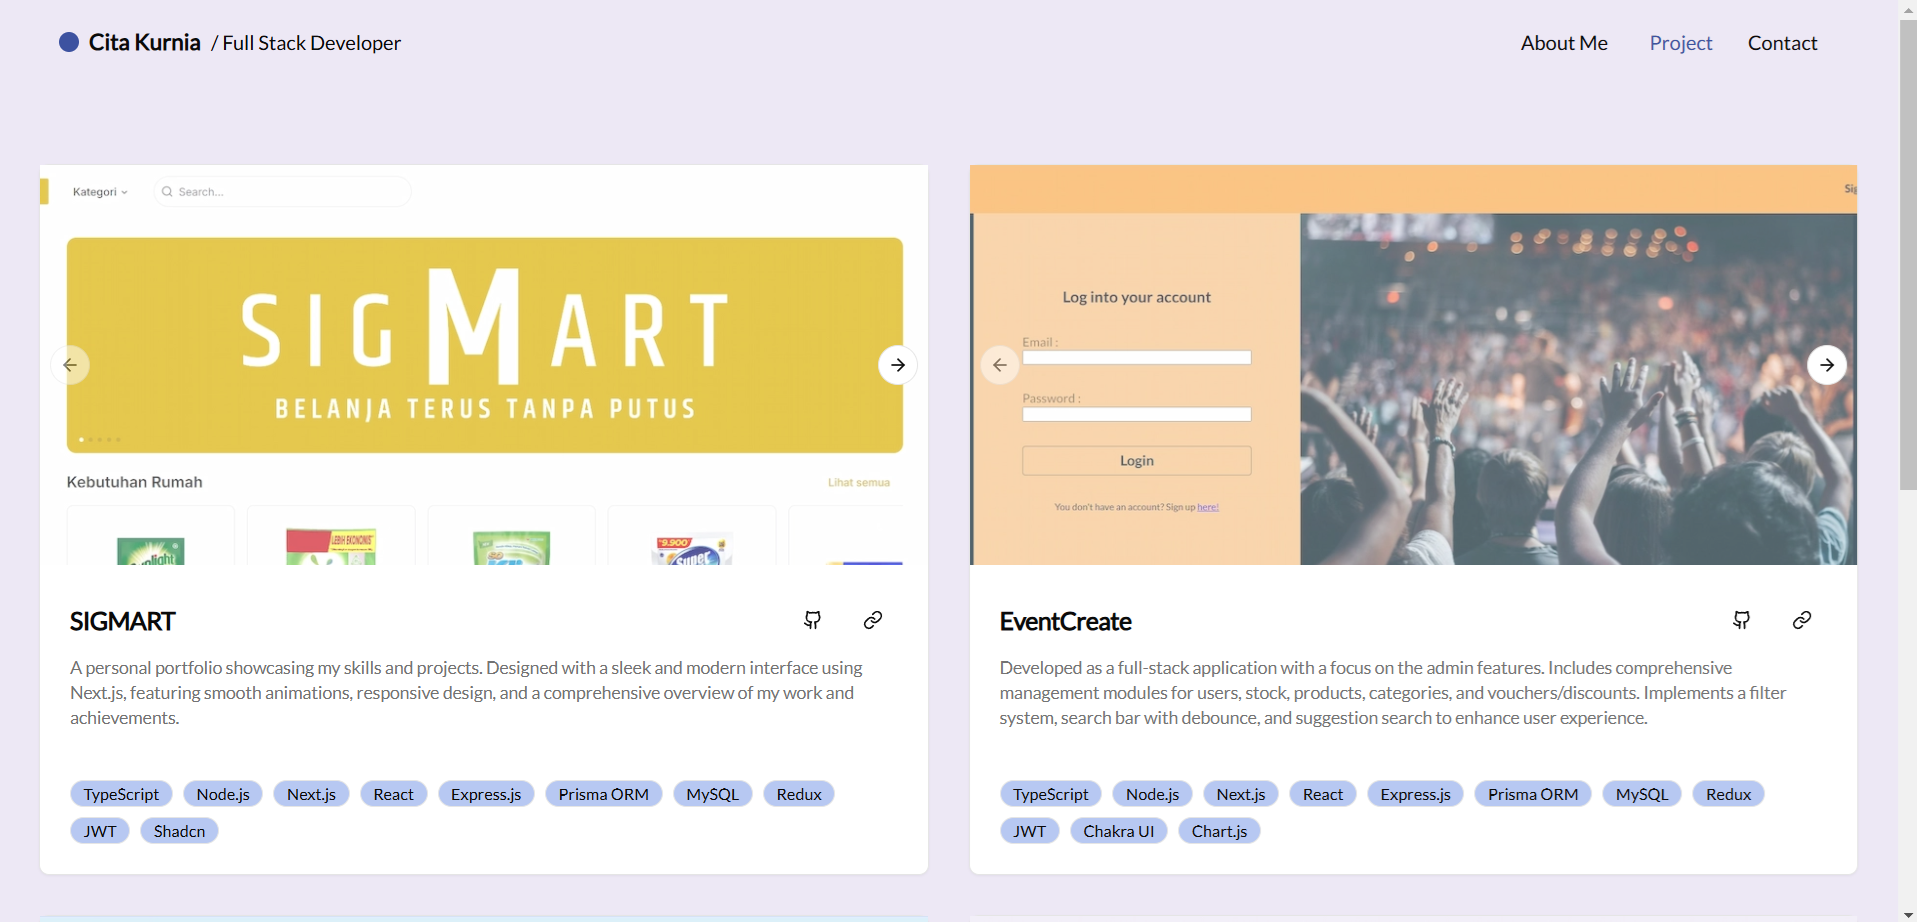 Cita Kurnia / Full Stack Developer
About Me
Project
Contact
Kategori
Search...
SIGMART
BELANJA TERUS TANPA PUTUS
Kebutuhan Rumah
Lihat semua
LEBIH EKONOMIS
9.900
Super
Log into your account
Email :
Password :
Login
You don't have an account? Sign up here!
SIGMART
A personal portfolio showcasing my skills and projects. Designed with a sleek and modern interface using
Next.js, featuring smooth animations, responsive design, and a comprehensive overview of my work and
achievements.
TypeScript Node.js Next.js React Express.js Prisma ORM MySQL Redux
JWT Shadcn
EventCreate
Developed as a full-stack application with a focus on the admin features. Includes comprehensive
management modules for users, stock, products, categories, and vouchers/discounts. Implements a filter
system, search bar with debounce, and suggestion search to enhance user experience.
TypeScript Node.js Next.js React Express.js Prisma ORM MySQL Redux
JWT Chakra UI Chart.js